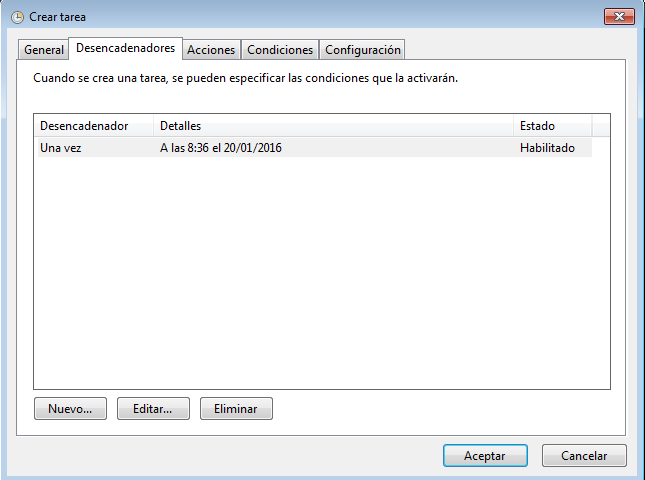 Crear tarea
General Desencadenadores Acciones Condiciones Configuración
Cuando se crea una tarea, se pueden especificar las condiciones que la activarán.
Desencadenador Detalles Estado
Una vez A las 8:36 el 20/01/2016 Habilitado
Nuevo... Editar... Eliminar
Aceptar Cancelar